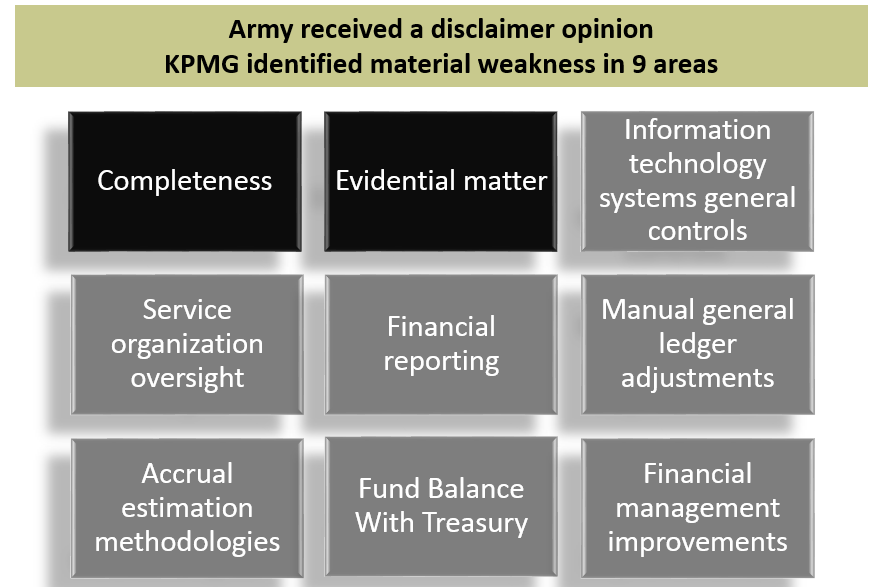 Army received a disclaimer opinion
KPMG identified material weakness in 9 areas
Completeness
Evidential matter
Information
technology
systems general
controls
Service
organization
oversight
Financial
reporting
Manual general
ledger
adjustments
Accrual
estimation
methodologies
Fund Balance
With Treasury
Financial
management
improvements